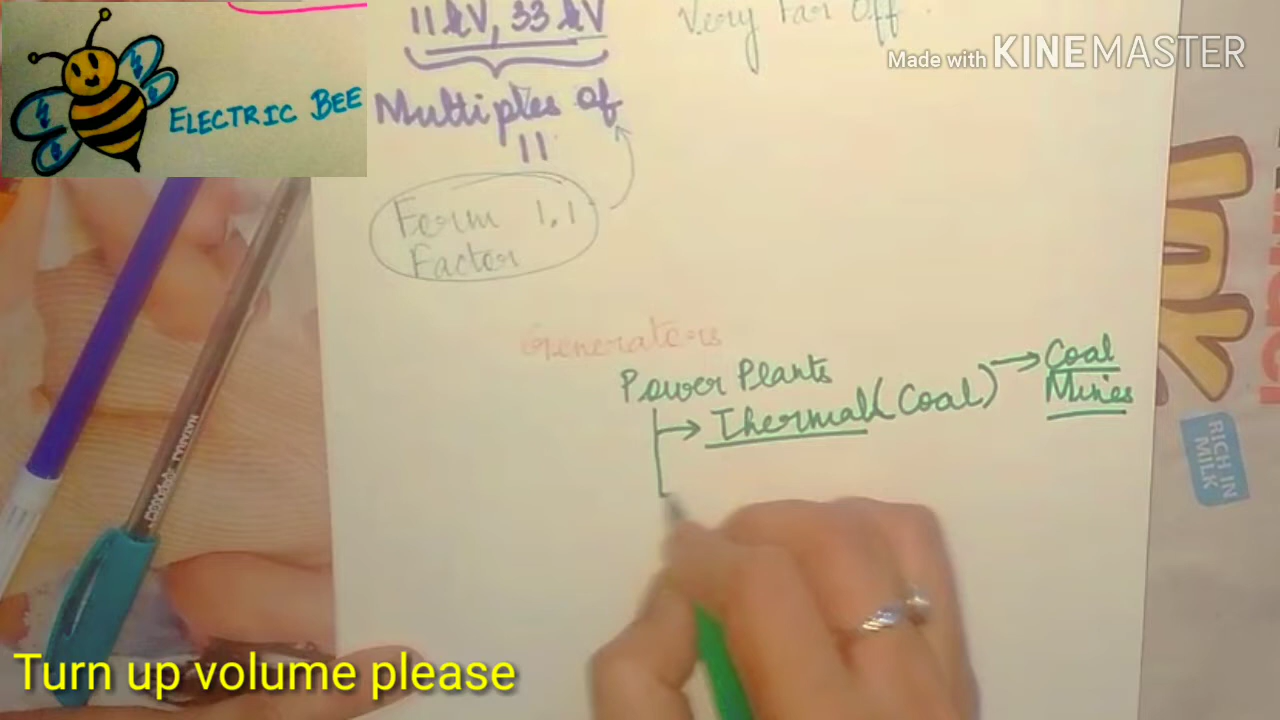 11 kV, 33 kV
Very Far Off.
Made with KINEMASTER
ELECTRIC BEE
Multiples of
11
Form 1.1
Factor
Generators
Power Plants
Thermal (Coal) → Coal
Mines
RICH IN
MILK
Turn up volume please